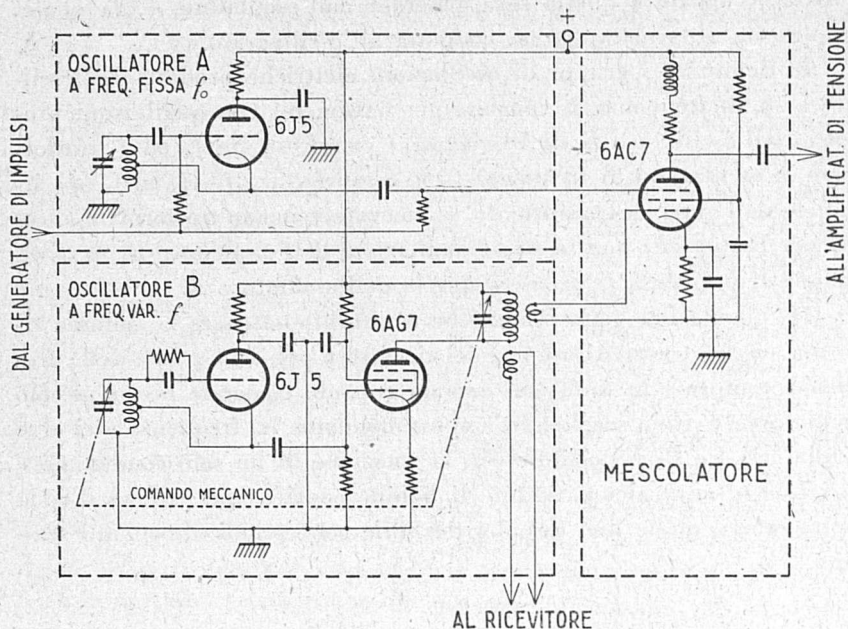 OSCILLATORE A
A FREQ. FISSA f₀
6J5
+
6AC7
DAL GENERATORE DI IMPULSI
ALL'AMPLIFICAT. DI TENSIONE
OSCILLATORE B
A FREQ. VAR. f
6AG7
6J5
COMANDO MECCANICO
MESCOLATORE
AL RICEVITORE